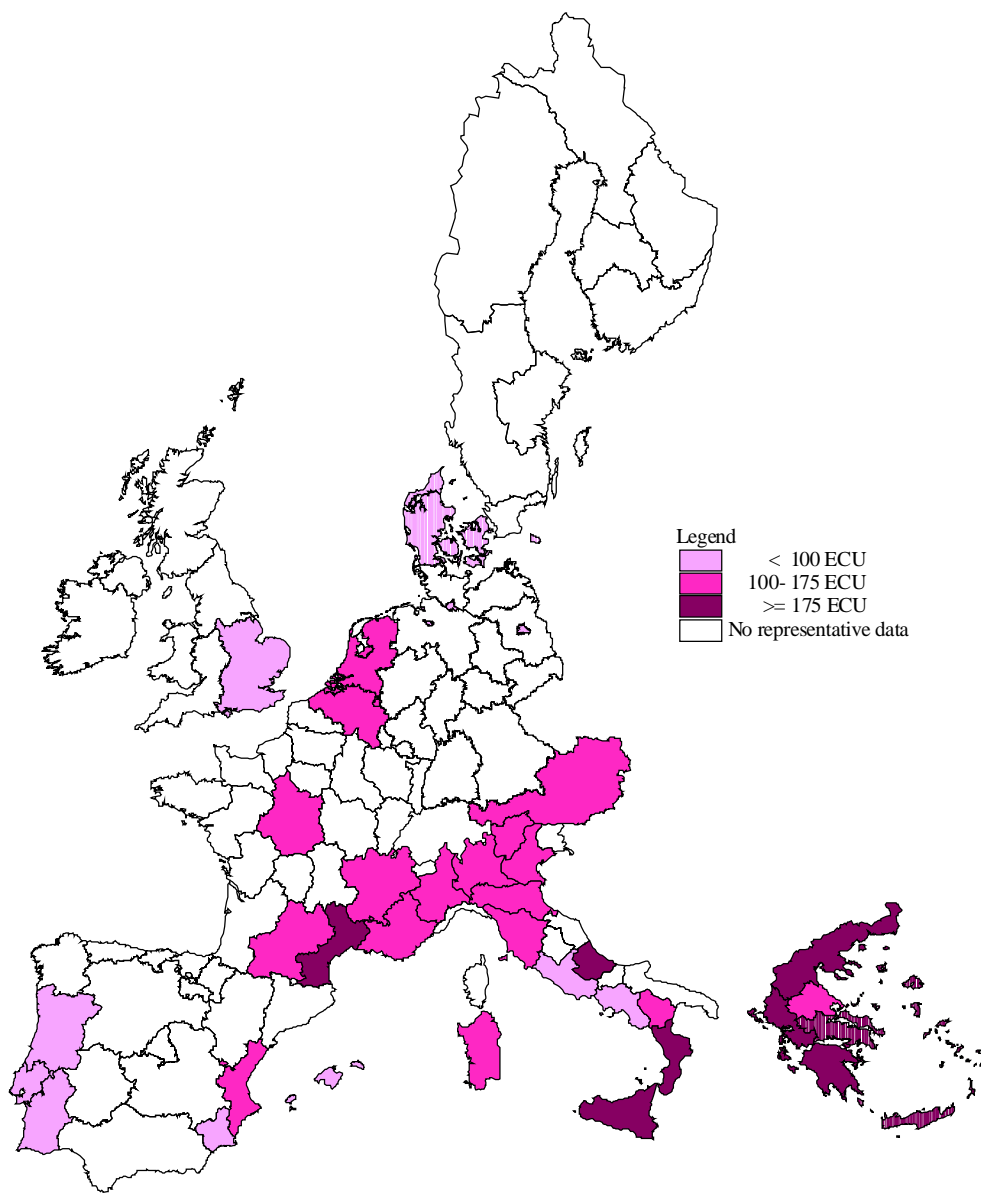 Legend
< 100 ECU
100- 175 ECU
>= 175 ECU
No representative data